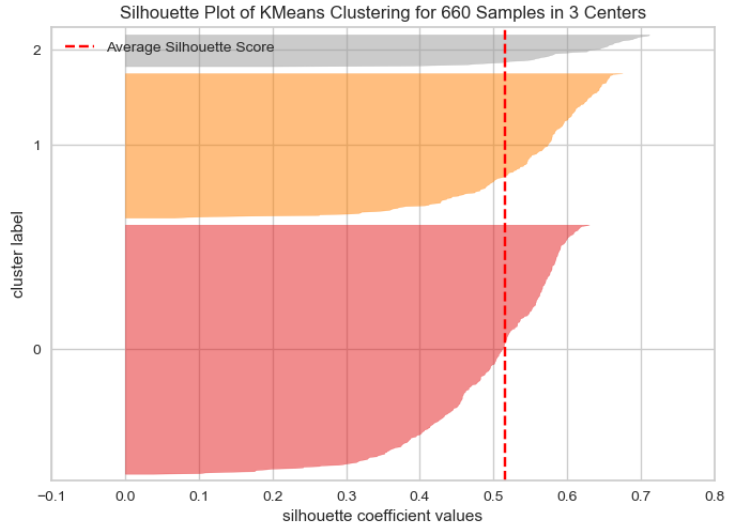 Silhouette Plot of KMeans Clustering for 660 Samples in 3 Centers
Average Silhouette Score
2
1
0
cluster label
−0.1 0.0 0.1 0.2 0.3 0.4 0.5 0.6 0.7 0.8
silhouette coefficient values